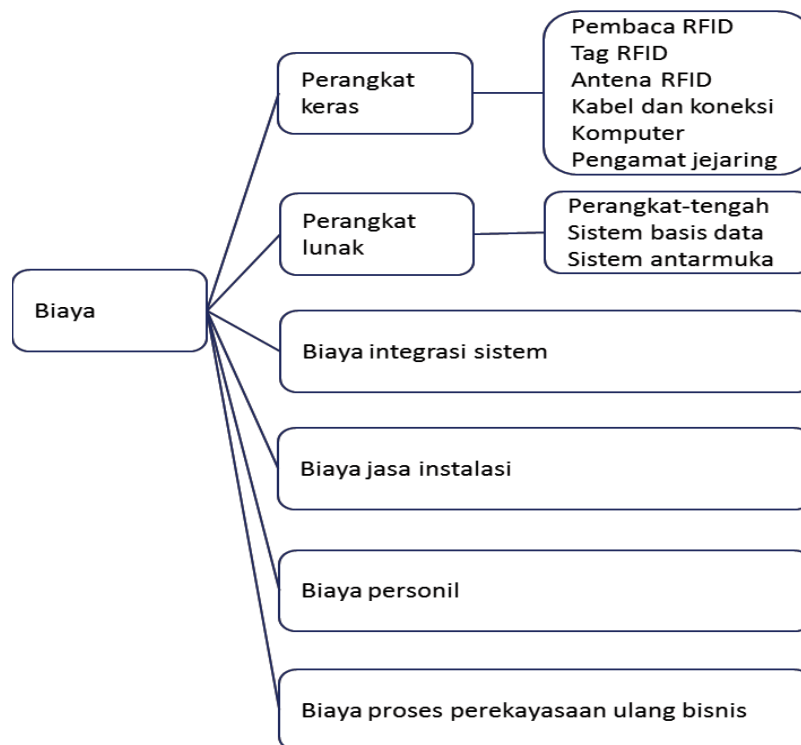 Biaya
Perangkat
keras
Pembaca RFID
Tag RFID
Antena RFID
Kabel dan koneksi
Komputer
Pengamat jejaring
Perangkat
lunak
Perangkat-tengah
Sistem basis data
Sistem antarmuka
Biaya integrasi sistem
Biaya jasa instalasi
Biaya personil
Biaya proses perekayasaan ulang bisnis